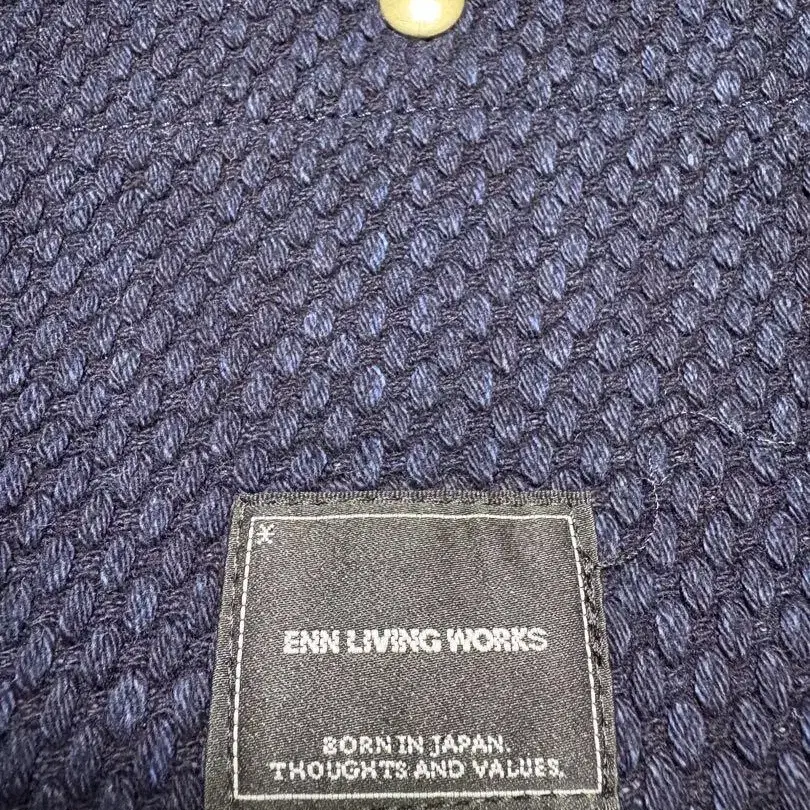 ENN LIVING WORKS
BORN IN JAPAN.
THOUGHTS AND VALUES.